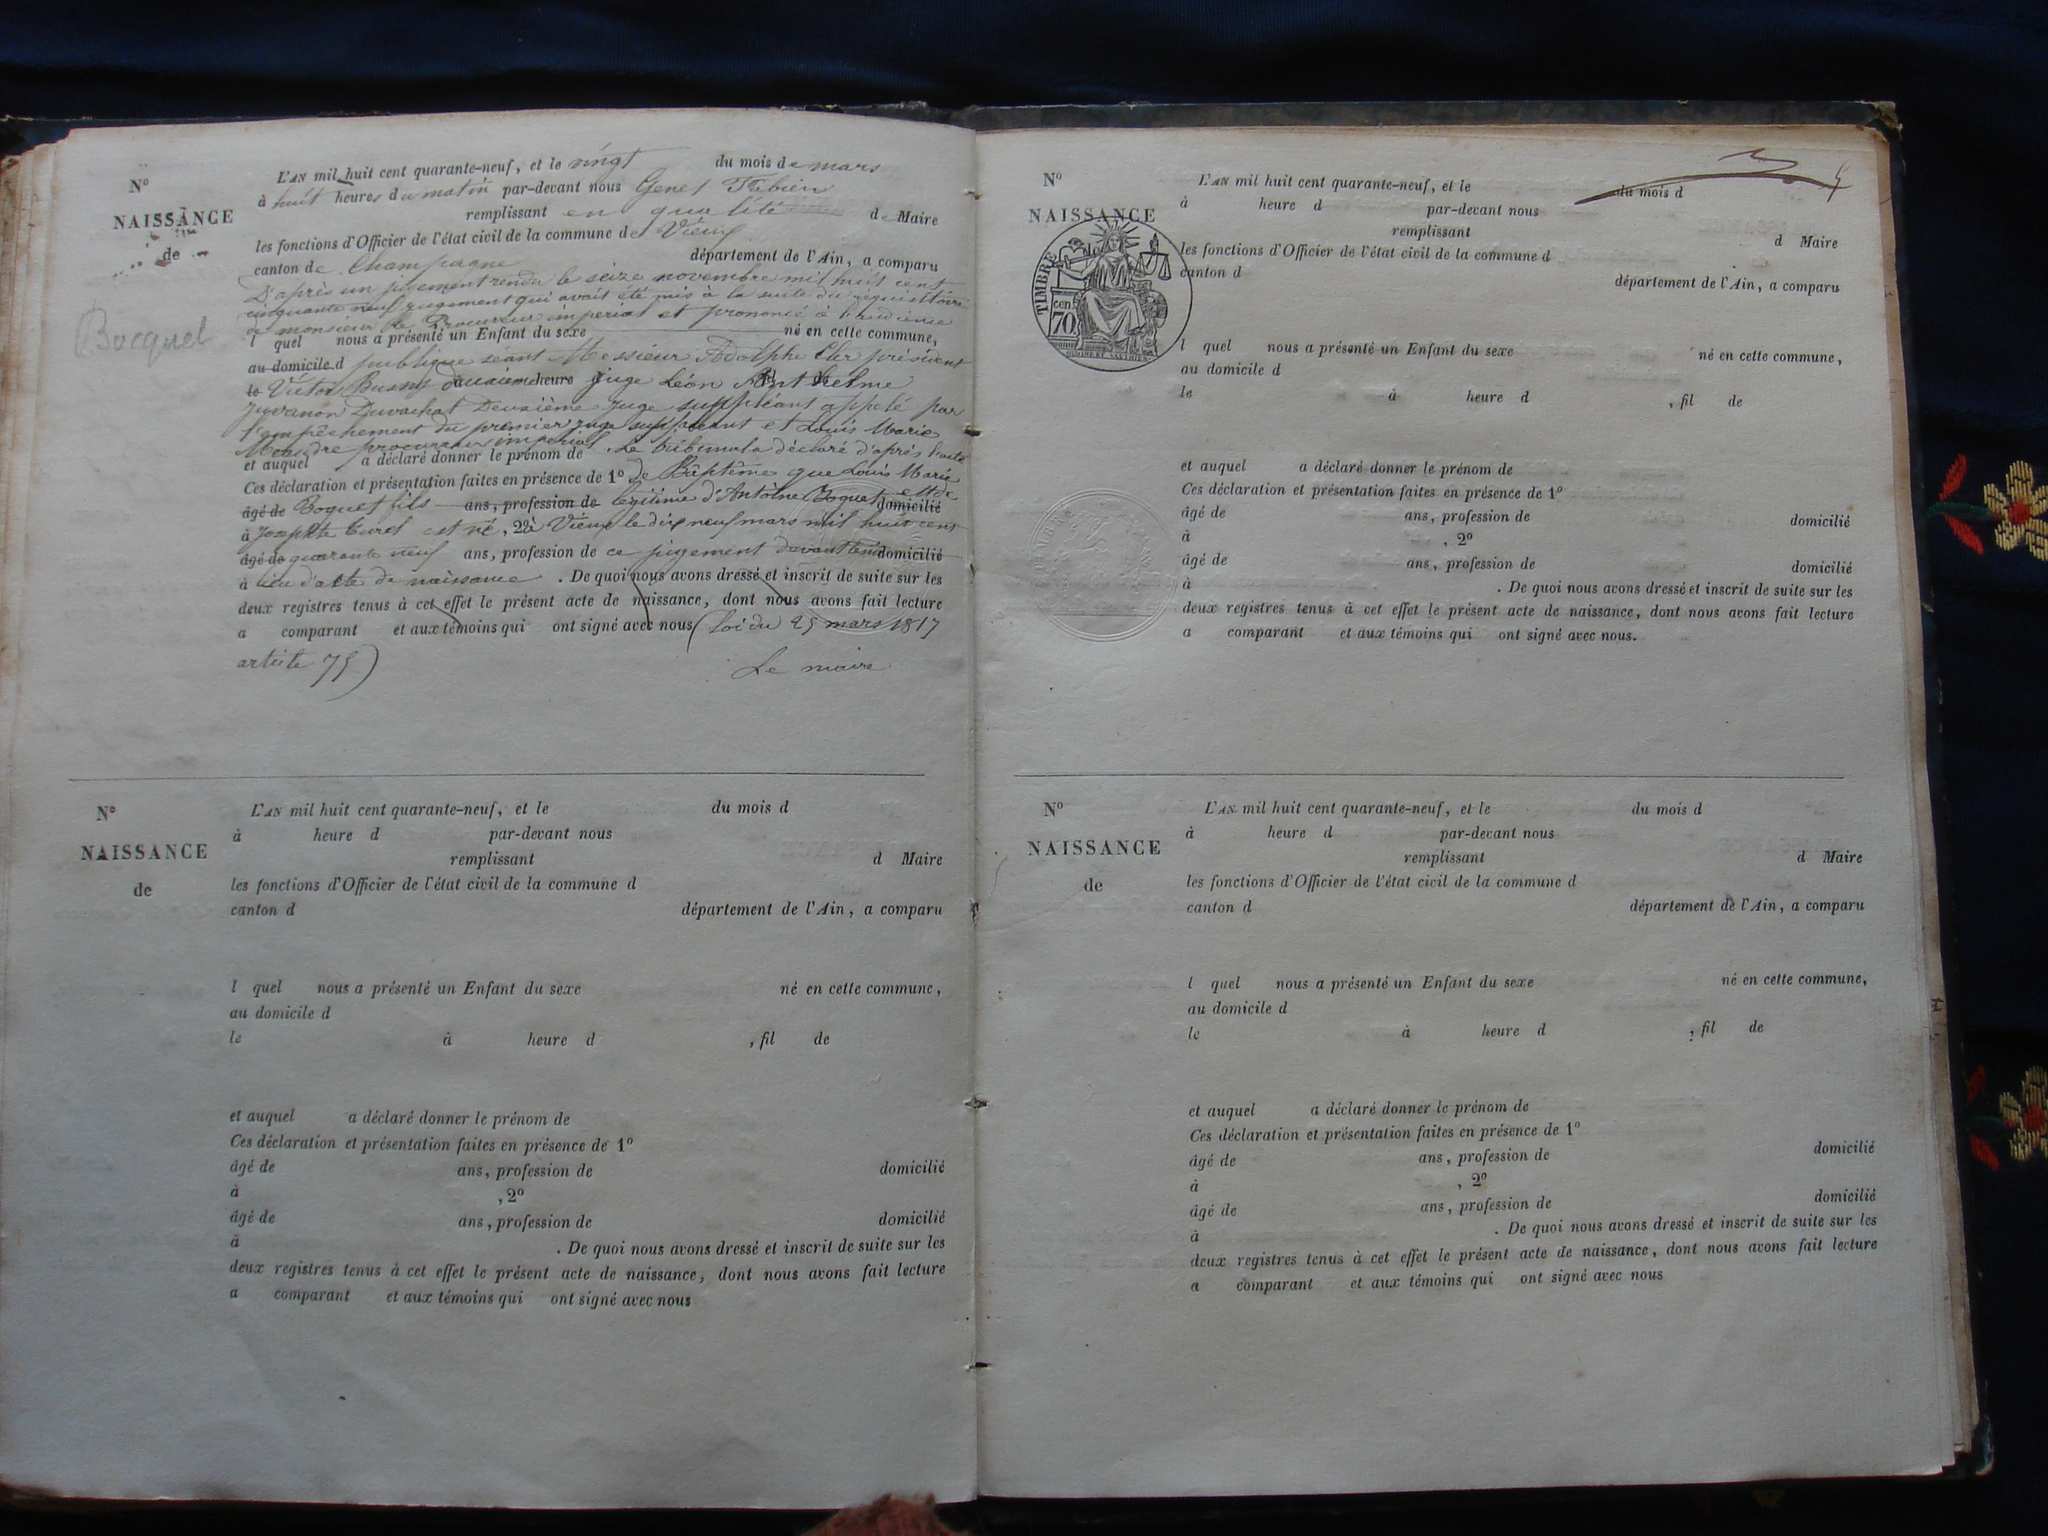 N° L'AN mil huit cent quarante-neuf, et le vingt du mois de mars
à huit heures du matin par-devant nous Genet Fabien
NAISSANCE remplissant en qualité de Maire
de les fonctions d'Officier de l'état civil de la commune de Vieux
canton de Champagne département de l'Ain, a comparu
D'après un jugement rendu le seize novembre mil huit cent
cinquante neuf jugement qui avait été mis à la suite du réquisitoire
de monsieur le Procureur impérial et prononcé à l'audience
Bocquet
l quel nous a présenté un Enfant du sexe né en cette commune,
au domicile d publique séant Messieur Adolphe président
le Victor heure juge Léon Anthelme
Juvanon Duvachat Deuxième juge suppléant appelé par
l'empêchement du premier juge suppléant et Louis Marie
procureur impérial. Le tribunal a déclaré d'après l'acte
et auquel a déclaré donner le prénom de
Ces déclaration et présentation faites en présence de 1° de Baptême que Louis Marie
âgé de Boquet fils ans, profession de légitime d'Antoine Boquet et de domicilié
à Josephte est né, 2° à Vieux le dix neuf mars mil huit cent
âgé de quarante neuf ans, profession de ce jugement devant domicilié
à lieu d'acte de naissance . De quoi nous avons dressé et inscrit de suite sur les
deux registres tenus à cet effet le présent acte de naissance, dont nous avons fait lecture
a comparant et aux témoins qui ont signé avec nous (Loi du 25 mars 1817
article 75) Le maire
N° L'AN mil huit cent quarante-neuf, et le du mois d
à heure d par-devant nous
NAISSANCE remplissant d Maire
de les fonctions d'Officier de l'état civil de la commune d
canton d département de l'Ain, a comparu
l quel nous a présenté un Enfant du sexe né en cette commune,
au domicile d
le à heure d , fil de
et auquel a déclaré donner le prénom de
Ces déclaration et présentation faites en présence de 1°
âgé de ans, profession de domicilié
à , 2°
âgé de ans, profession de domicilié
à . De quoi nous avons dressé et inscrit de suite sur les
deux registres tenus à cet effet le présent acte de naissance, dont nous avons fait lecture
a comparant et aux témoins qui ont signé avec nous
N° L'AN mil huit cent quarante-neuf, et le du mois d
à heure d par-devant nous
NAISSANCE remplissant d Maire
les fonctions d'Officier de l'état civil de la commune d
canton d département de l'Ain, a comparu
TIMBRE
cen
70.
l quel nous a présenté un Enfant du sexe né en cette commune,
au domicile d
le à heure d , fil de
et auquel a déclaré donner le prénom de
Ces déclaration et présentation faites en présence de 1°
âgé de ans, profession de domicilié
à , 2°
âgé de ans, profession de domicilié
à . De quoi nous avons dressé et inscrit de suite sur les
deux registres tenus à cet effet le présent acte de naissance, dont nous avons fait lecture
a comparant et aux témoins qui ont signé avec nous.
N° L'AN mil huit cent quarante-neuf, et le du mois d
à heure d par-devant nous
NAISSANCE remplissant d Maire
de les fonctions d'Officier de l'état civil de la commune d
canton d département de l'Ain, a comparu
l quel nous a présenté un Enfant du sexe né en cette commune,
au domicile d
le à heure d , fil de
et auquel a déclaré donner le prénom de
Ces déclaration et présentation faites en présence de 1°
âgé de ans, profession de domicilié
à , 2°
âgé de ans, profession de domicilié
à . De quoi nous avons dressé et inscrit de suite sur les
deux registres tenus à cet effet le présent acte de naissance, dont nous avons fait lecture
a comparant et aux témoins qui ont signé avec nous